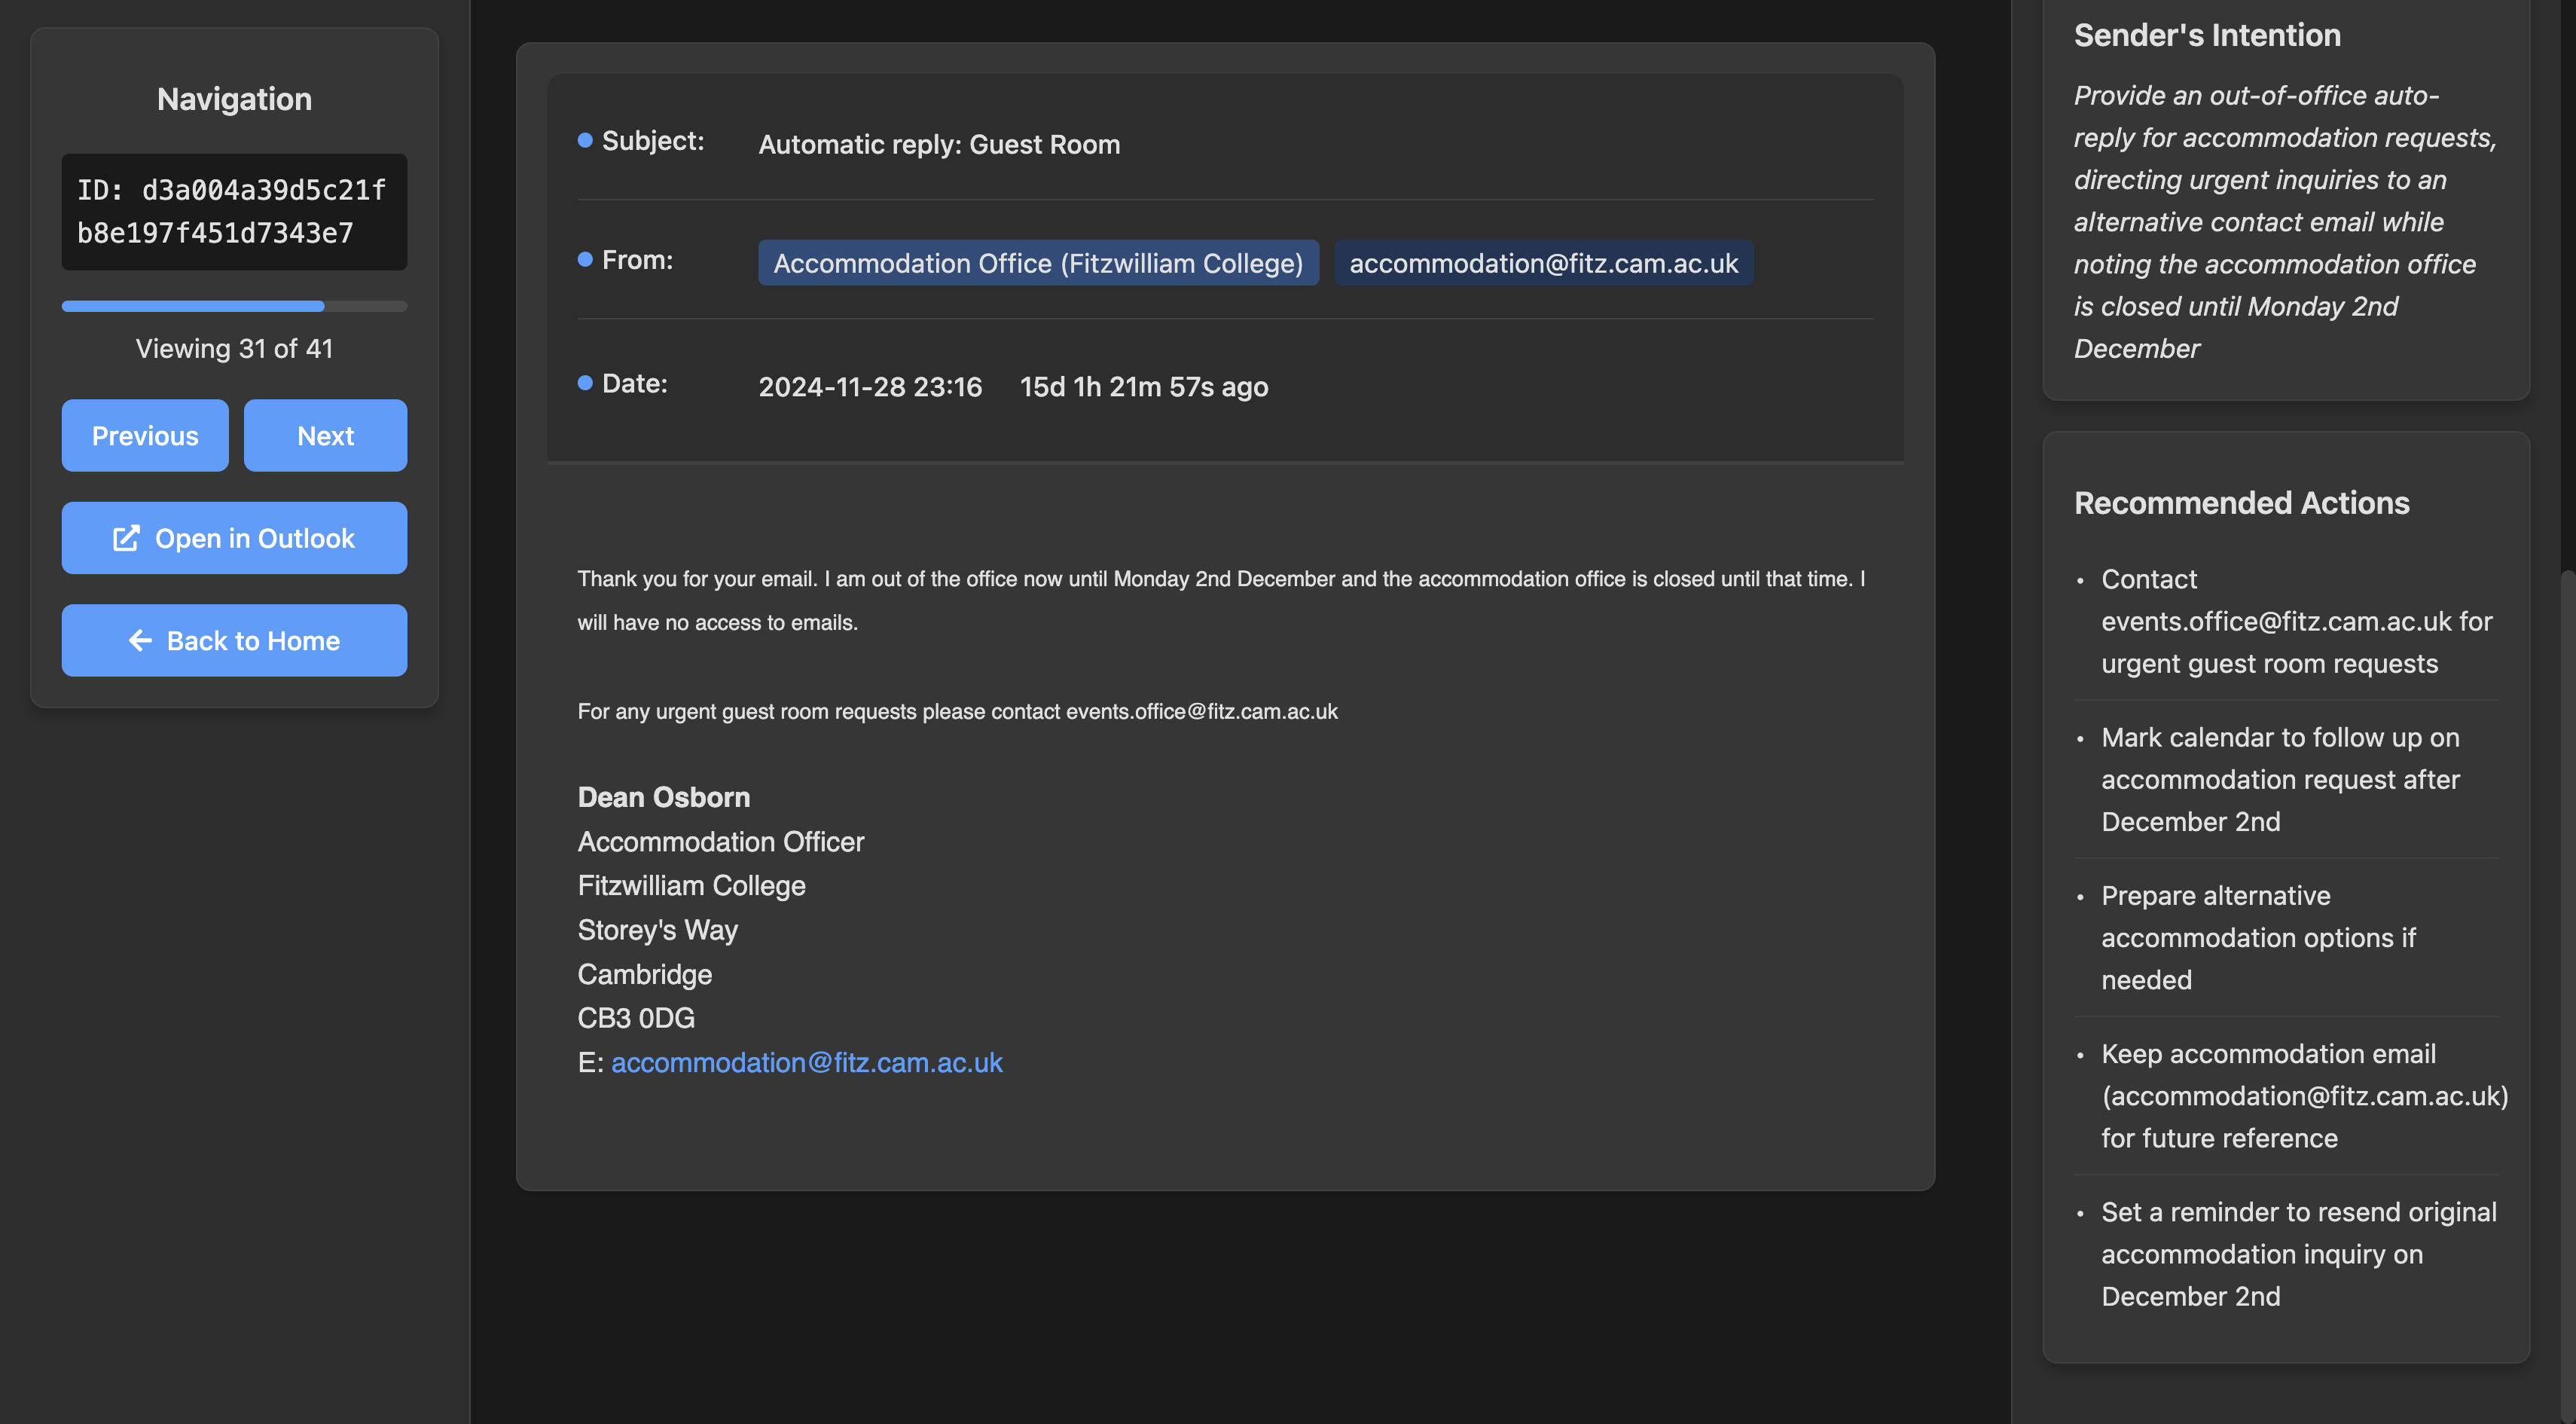 Navigation
ID: d3a004a39d5c21f
b8e197f451d7343e7
Viewing 31 of 41
Previous
Next
Open in Outlook
Back to Home
Subject:
Automatic reply: Guest Room
From:
Accommodation Office (Fitzwilliam College)
accommodation@fitz.cam.ac.uk
Date:
2024-11-28 23:16
15d 1h 21m 57s ago
Thank you for your email. I am out of the office now until Monday 2nd December and the accommodation office is closed until that time. I
will have no access to emails.
For any urgent guest room requests please contact events.office@fitz.cam.ac.uk
Dean Osborn
Accommodation Officer
Fitzwilliam College
Storey's Way
Cambridge
CB3 0DG
E: accommodation@fitz.cam.ac.uk
Sender's Intention
Provide an out-of-office auto-
reply for accommodation requests,
directing urgent inquiries to an
alternative contact email while
noting the accommodation office
is closed until Monday 2nd
December
Recommended Actions
• Contact
events.office@fitz.cam.ac.uk for
urgent guest room requests
• Mark calendar to follow up on
accommodation request after
December 2nd
• Prepare alternative
accommodation options if
needed
• Keep accommodation email
(accommodation@fitz.cam.ac.uk)
for future reference
• Set a reminder to resend original
accommodation inquiry on
December 2nd